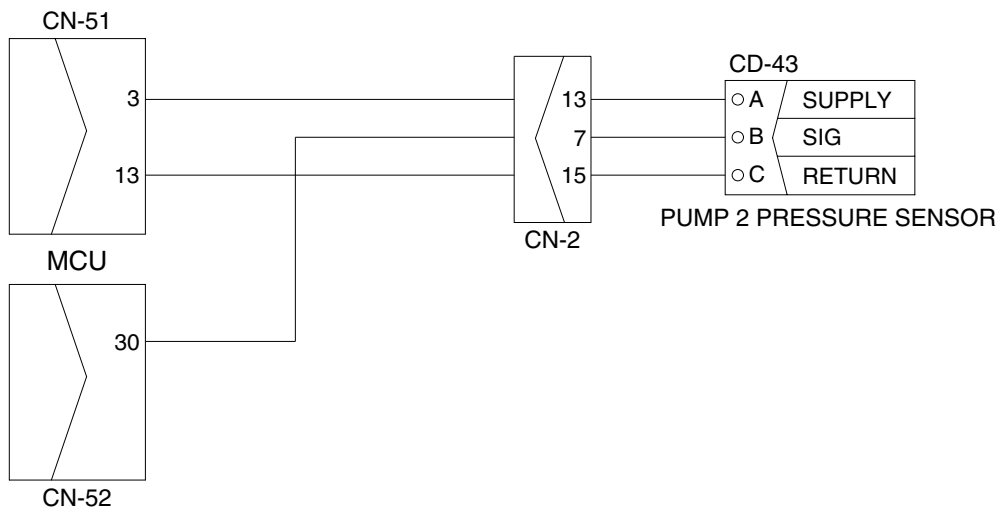 CN-51
3
13
MCU
30
CN-52
13
7
15
CN-2
CD-43
A SUPPLY
B SIG
C RETURN
PUMP 2 PRESSURE SENSOR